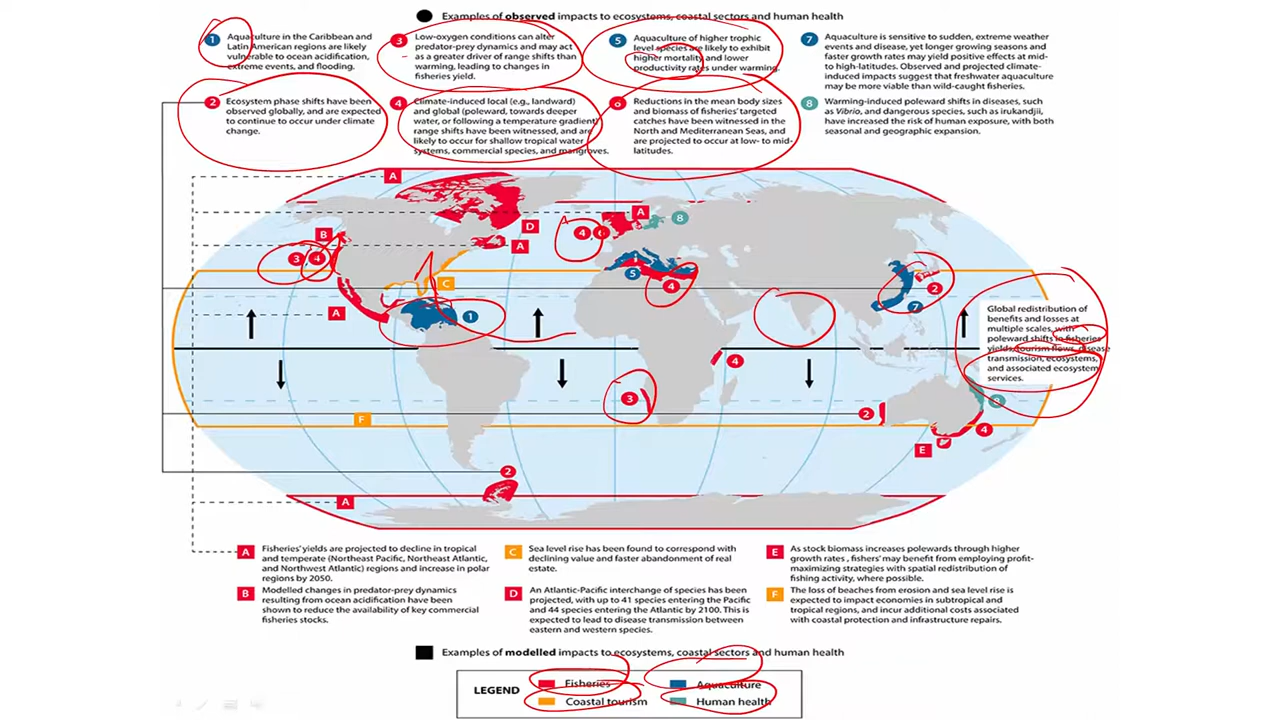 Examples of observed impacts to ecosystems, coastal sectors and human health
1 Aquaculture in the Caribbean and
Latin American regions are likely
vulnerable to ocean acidification,
extreme events, and flooding.
2 Ecosystem phase shifts have been
observed globally, and are expected
to continue to occur under climate
change.
3 Low-oxygen conditions can alter
predator-prey dynamics and may act
as a greater driver of range shifts than
warming, leading to changes in
fisheries yield.
4 Climate-induced local (e.g., landward)
and global (poleward, towards deeper
water, or following a temperature gradient)
range shifts have been witnessed, and are
likely to occur for shallow tropical water
systems, commercial species, and mangroves.
5 Aquaculture of higher trophic
level species are likely to exhibit
higher mortality and lower
productivity rates under warming.
Reductions in the mean body sizes
and biomass of fisheries' targeted
catches have been witnessed in the
North and Mediterranean Seas, and
are projected to occur at low- to mid-
latitudes.
7 Aquaculture is sensitive to sudden, extreme weather
events and disease, yet longer growing seasons and
faster growth rates may yield positive effects at mid-
to high-latitudes. Observed and projected climate-
induced impacts suggest that freshwater aquaculture
may be more viable than wild-caught fisheries.
8 Warming-induced poleward shifts in diseases, such
as Vibrio, and dangerous species, such as irukandjii,
have increased the risk of human exposure, with both
seasonal and geographic expansion.
A
A
D
8
B
4
A
3
4
5
4
C
2
7
A
1
Global redistribution of
benefits and losses at
multiple scales, with
poleward shifts in fisheries
yields, tourism flows, disease
transmission, ecosystems,
and associated ecosystem
services.
4
3
F
2
4
E
2
A
A Fisheries' yields are projected to decline in tropical
and temperate (Northeast Pacific, Northeast Atlantic,
and Northwest Atlantic) regions and increase in polar
regions by 2050.
B Modelled changes in predator-prey dynamics
resulting from ocean acidification have been
shown to reduce the availability of key commercial
fisheries stocks.
C Sea level rise has been found to correspond with
declining value and faster abandonment of real
estate.
D An Atlantic-Pacific interchange of species has been
projected, with up to 41 species entering the Pacific
and 44 species entering the Atlantic by 2100. This is
expected to lead to disease transmission between
eastern and western species.
E As stock biomass increases polewards through higher
growth rates , fishers' may benefit from employing profit-
maximizing strategies with spatial redistribution of
fishing activity, where possible.
F The loss of beaches from erosion and sea level rise is
expected to impact economies in subtropical and
tropical regions, and incur additional costs associated
with coastal protection and infrastructure repairs.
Examples of modelled impacts to ecosystems, coastal sectors and human health
LEGEND
Fisheries
Aquaculture
Coastal tourism
Human health